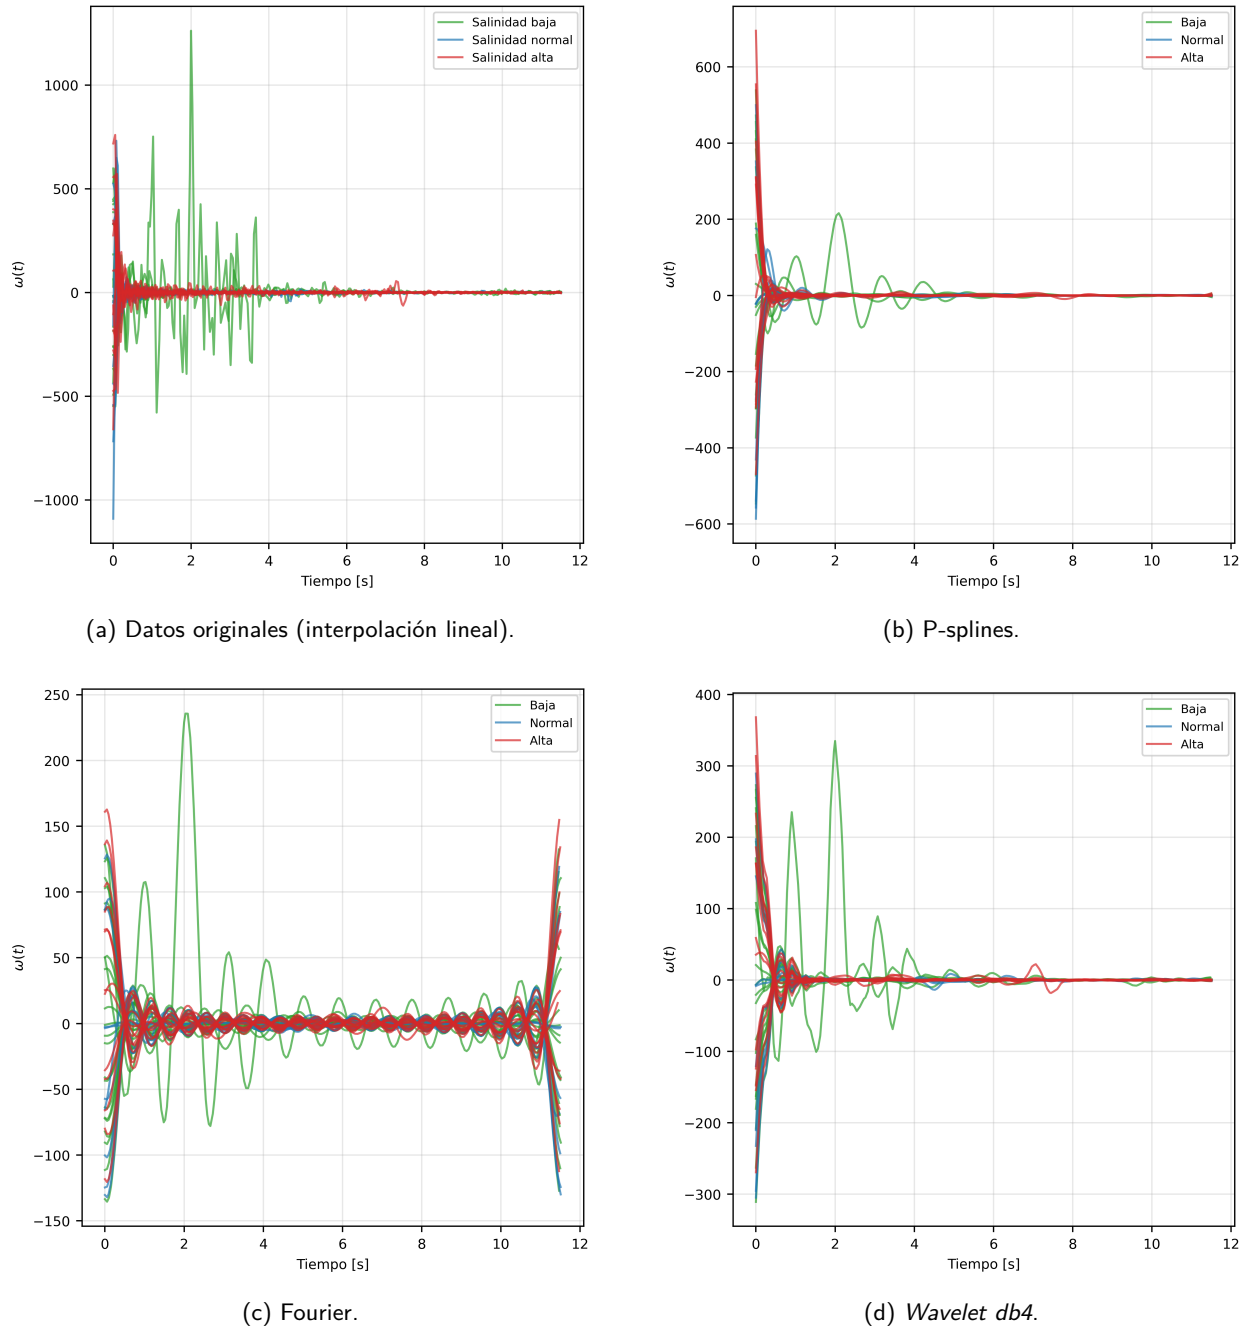 Salinidad baja
Salinidad normal
Salinidad alta
1000
500
0
−500
−1000
ω(t)
0 2 4 6 8 10 12
Tiempo [s]
(a) Datos originales (interpolación lineal).
Baja
Normal
Alta
600
400
200
0
−200
−400
−600
ω(t)
0 2 4 6 8 10 12
Tiempo [s]
(b) P-splines.
Baja
Normal
Alta
250
200
150
100
50
0
−50
−100
−150
ω(t)
0 2 4 6 8 10 12
Tiempo [s]
(c) Fourier.
Baja
Normal
Alta
400
300
200
100
0
−100
−200
−300
ω(t)
0 2 4 6 8 10 12
Tiempo [s]
(d) Wavelet db4.